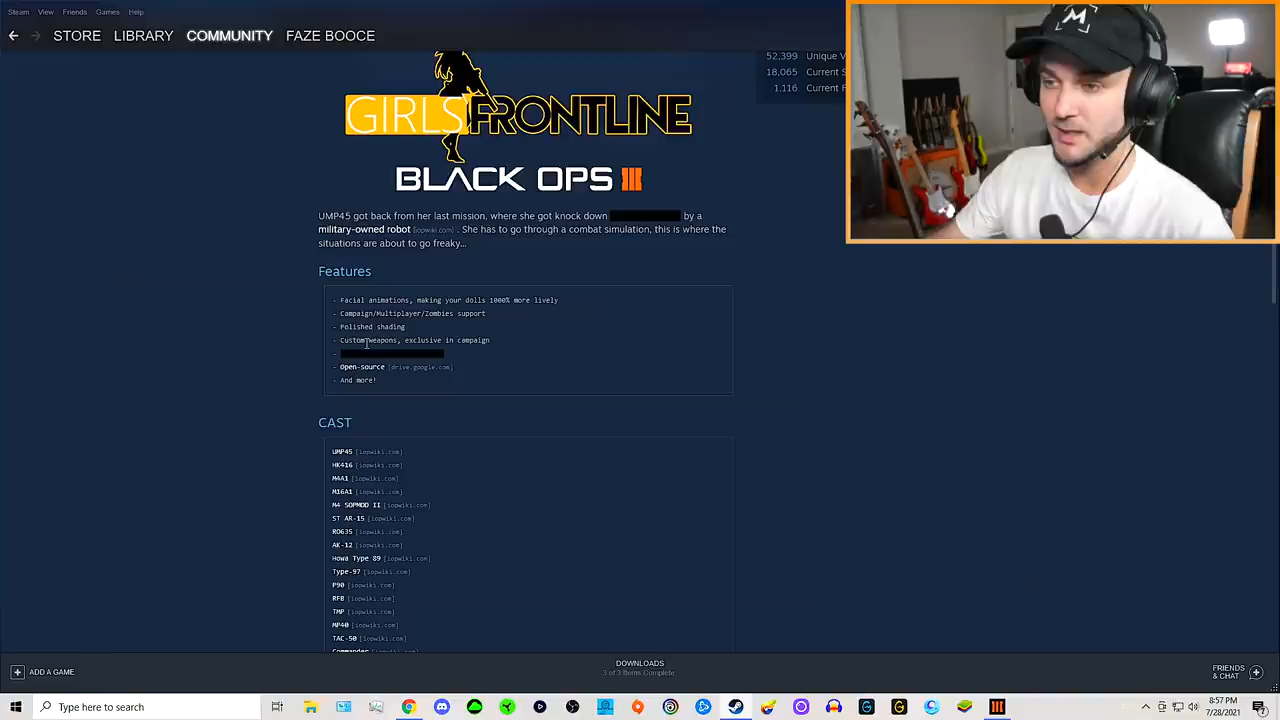 Steam View Friends Games Help
STORE LIBRARY COMMUNITY FAZE BOOCE
52,399 Unique V
18,065 Current S
1,116 Current F
GIRLS FRONTLINE
BLACK OPS III
UMP45 got back from her last mission, where she got knock down by a
military-owned robot [iopwiki.com] . She has to go through a combat simulation, this is where the
situations are about to go freaky...
Features
- Facial animations, making your dolls 1000% more lively
- Campaign/Multiplayer/Zombies support
- Polished shading
- Custom weapons, exclusive in campaign
-
- Open-source [drive.google.com]
- And more!
CAST
UMP45 [iopwiki.com]
HK416 [iopwiki.com]
M4A1 [iopwiki.com]
M16A1 [iopwiki.com]
M4 SOPMOD II [iopwiki.com]
ST AR-15 [iopwiki.com]
RO635 [iopwiki.com]
AK-12 [iopwiki.com]
Howa Type 89 [iopwiki.com]
Type-97 [iopwiki.com]
P90 [iopwiki.com]
RFB [iopwiki.com]
TMP [iopwiki.com]
MP40 [iopwiki.com]
TAC-50 [iopwiki.com]
Commander [iopwiki.com]
ADD A GAME
DOWNLOADS
3 of 3 Items Complete
FRIENDS
& CHAT
Type here to search
8:57 PM
7/28/2021